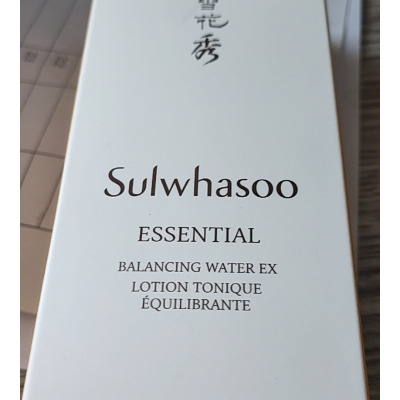 雪花秀
Sulwhasoo
ESSENTIAL
BALANCING WATER EX
LOTION TONIQUE
ÉQUILIBRANTE